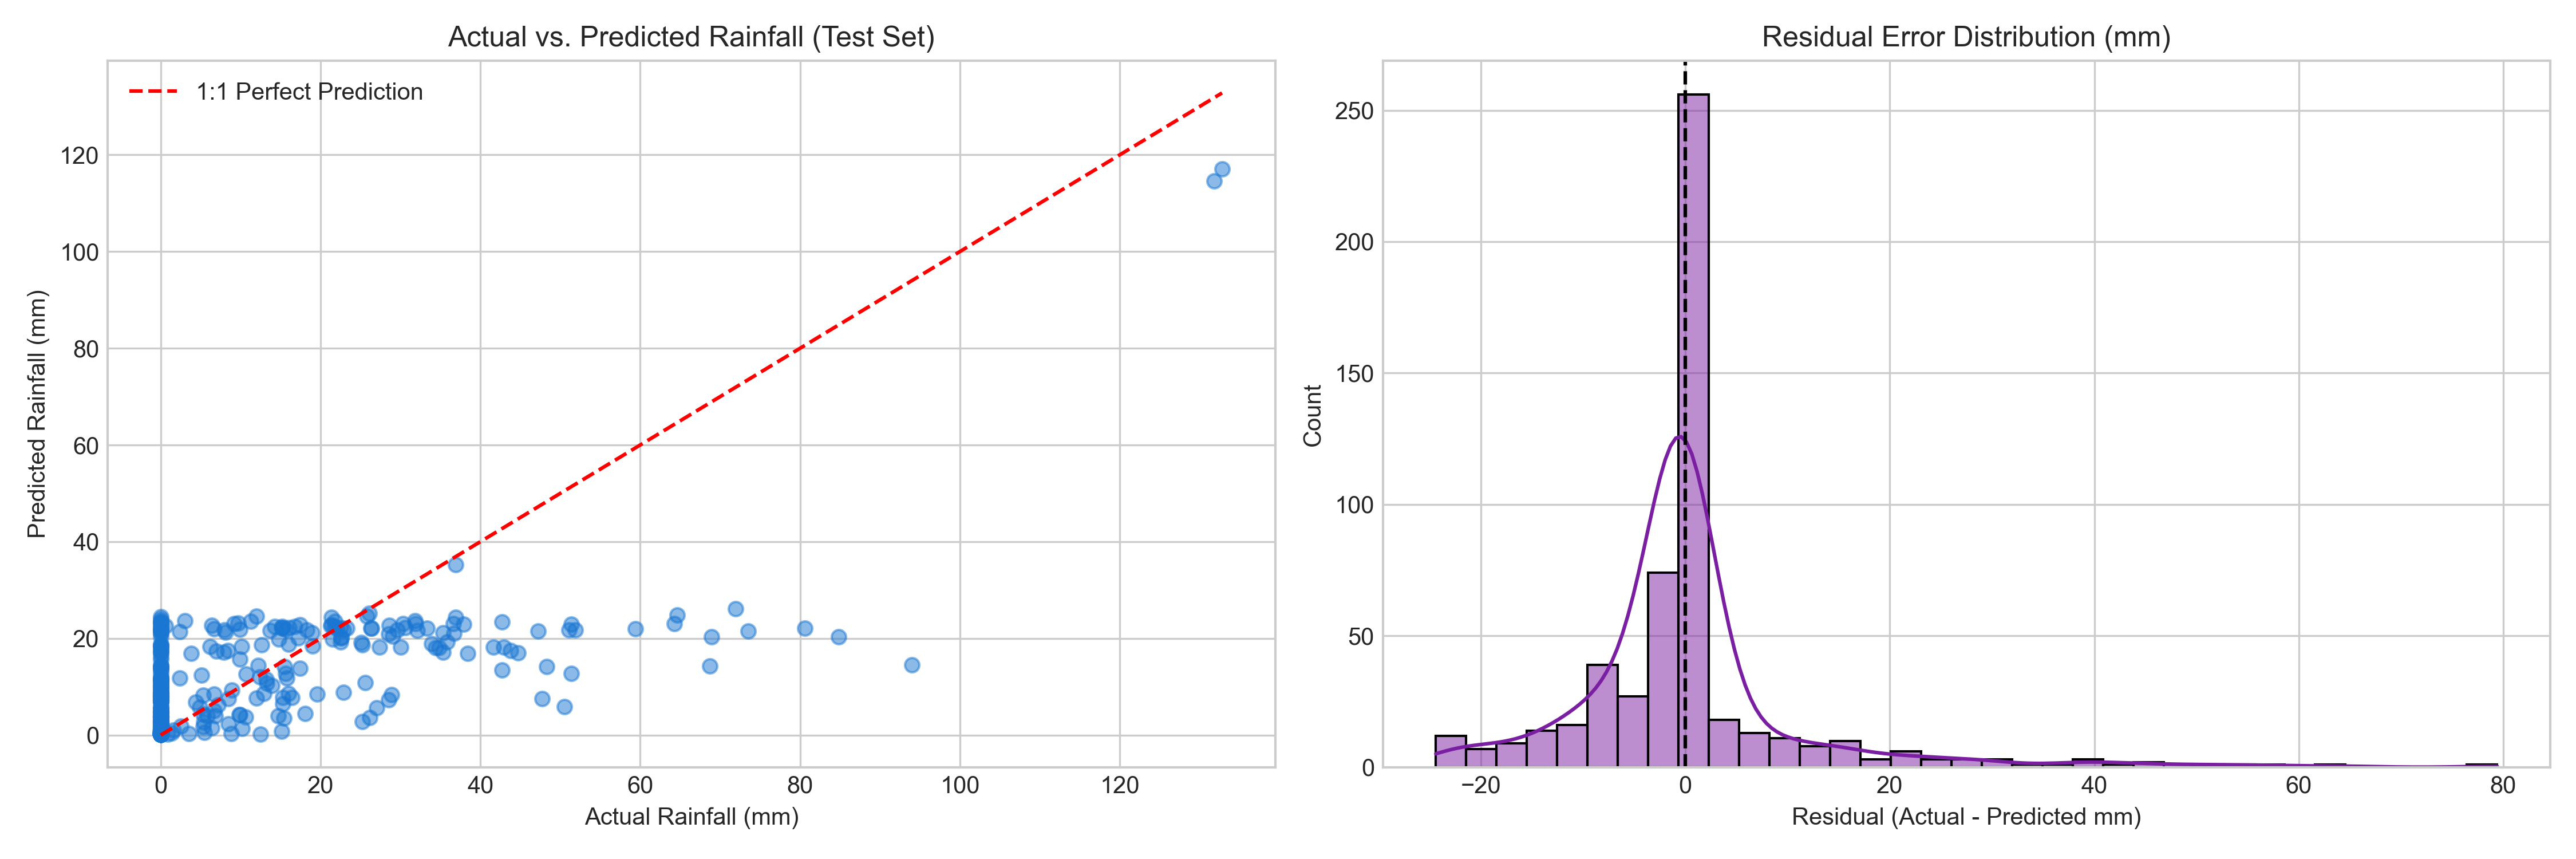 Actual vs. Predicted Rainfall (Test Set)
1:1 Perfect Prediction
Predicted Rainfall (mm)
120
100
80
60
40
20
0
0 20 40 60 80 100 120
Actual Rainfall (mm)
Residual Error Distribution (mm)
Count
250
200
150
100
50
0
−20 0 20 40 60 80
Residual (Actual - Predicted mm)